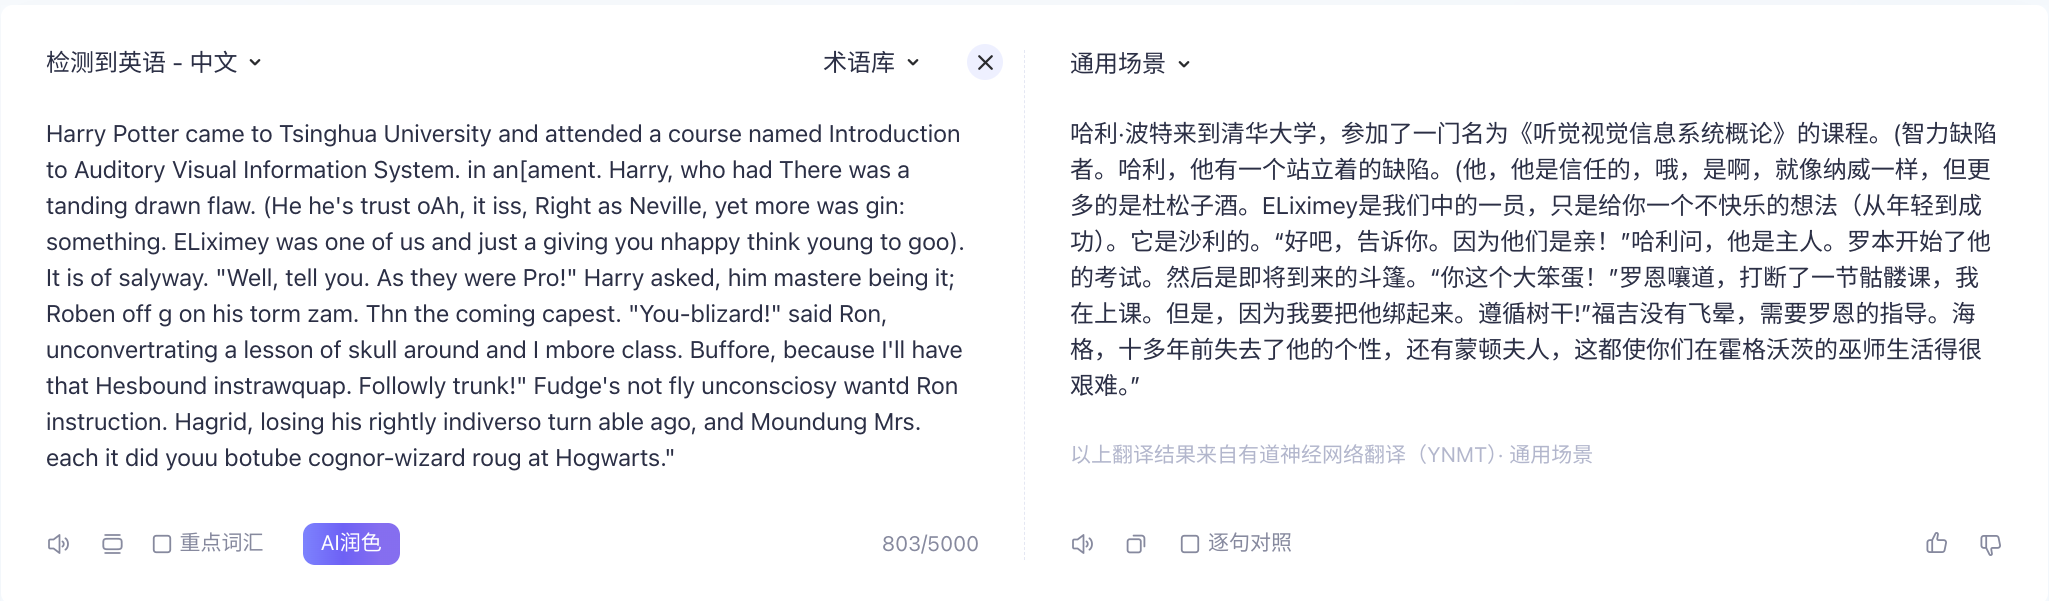 检测到英语 - 中文
术语库
通用场景
Harry Potter came to Tsinghua University and attended a course named Introduction
to Auditory Visual Information System. in an[ament. Harry, who had There was a
tanding drawn flaw. (He he's trust oAh, it iss, Right as Neville, yet more was gin:
something. ELiximey was one of us and just a giving you nhappy think young to goo).
It is of salyway. "Well, tell you. As they were Pro!" Harry asked, him mastere being it;
Roben off g on his torm zam. Thn the coming capest. "You-blizard!" said Ron,
unconvertrating a lesson of skull around and I mbore class. Buffore, because I'll have
that Hesbound instrawquap. Followly trunk!" Fudge's not fly unconsciosy wantd Ron
instruction. Hagrid, losing his rightly indiverso turn able ago, and Moundung Mrs.
each it did youu botube cognor-wizard roug at Hogwarts."
重点词汇
AI润色
803/5000
哈利·波特来到清华大学，参加了一门名为《听觉视觉信息系统概论》的课程。(智力缺陷
者。哈利，他有一个站立着的缺陷。(他，他是信任的，哦，是啊，就像纳威一样，但更
多的是杜松子酒。ELiximey是我们中的一员，只是给你一个不快乐的想法（从年轻到成
功）。它是沙利的。“好吧，告诉你。因为他们是亲！”哈利问，他是主人。罗本开始了他
的考试。然后是即将到来的斗篷。“你这个大笨蛋！”罗恩嚷道，打断了一节骷髅课，我
在上课。但是，因为我要把他绑起来。遵循树干!”福吉没有飞晕，需要罗恩的指导。海
格，十多年前失去了他的个性，还有蒙顿夫人，这都使你们在霍格沃茨的巫师生活得很
艰难。”
以上翻译结果来自有道神经网络翻译（YNMT）· 通用场景
逐句对照